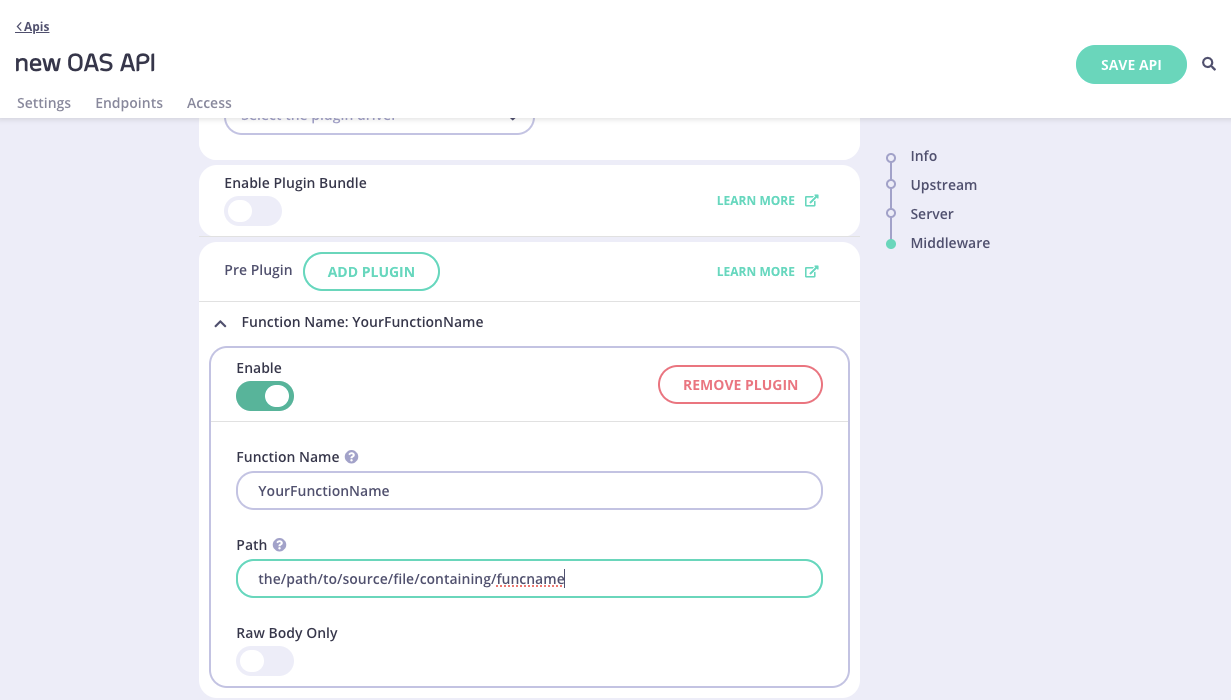 Apis
new OAS API
SAVE API
Settings Endpoints Access
Select the plugin driver
Enable Plugin Bundle
LEARN MORE
Pre Plugin
ADD PLUGIN
LEARN MORE
Function Name: YourFunctionName
Enable
REMOVE PLUGIN
Function Name
YourFunctionName
Path
the/path/to/source/file/containing/funcname
Raw Body Only
Info
Upstream
Server
Middleware